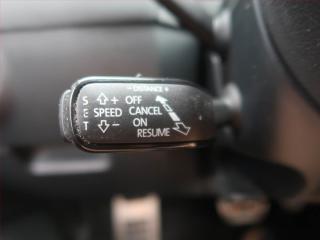 - DISTANCE +
S + OFF
E SPEED CANCEL
T - ON
RESUME